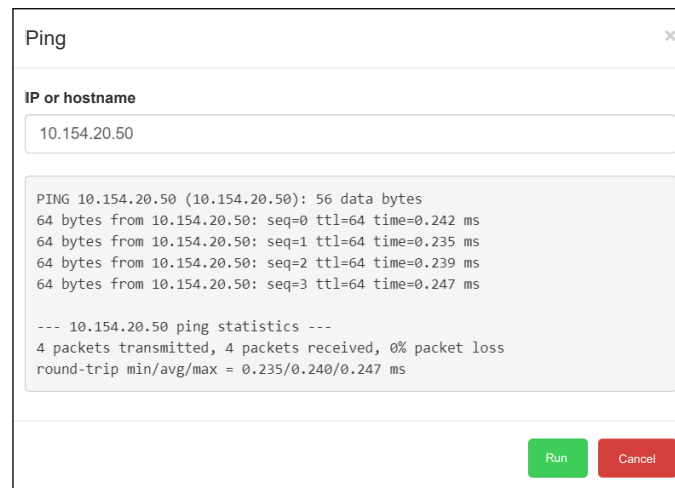 Ping ×
IP or hostname
10.154.20.50
PING 10.154.20.50 (10.154.20.50): 56 data bytes
64 bytes from 10.154.20.50: seq=0 ttl=64 time=0.242 ms
64 bytes from 10.154.20.50: seq=1 ttl=64 time=0.235 ms
64 bytes from 10.154.20.50: seq=2 ttl=64 time=0.239 ms
64 bytes from 10.154.20.50: seq=3 ttl=64 time=0.247 ms
--- 10.154.20.50 ping statistics ---
4 packets transmitted, 4 packets received, 0% packet loss
round-trip min/avg/max = 0.235/0.240/0.247 ms
Run Cancel